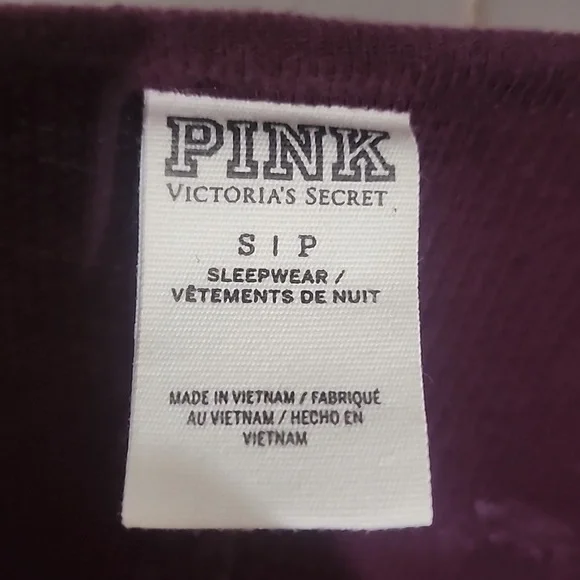 PINK
VICTORIA'S SECRET
S | P
SLEEPWEAR /
VÊTEMENTS DE NUIT
MADE IN VIETNAM / FABRIQUÉ
AU VIETNAM / HECHO EN
VIETNAM